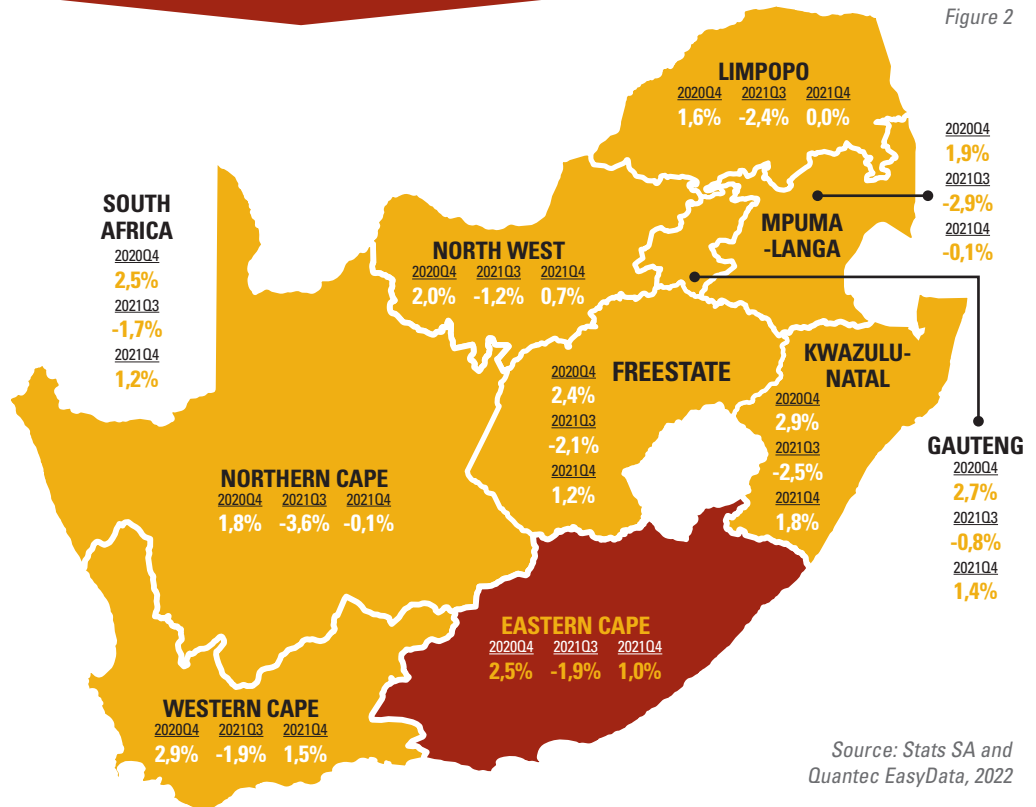 Figure 2
LIMPOPO
2020Q4 2021Q3 2021Q4
1,6% -2,4% 0,0%
2020Q4
1,9%
2021Q3
-2,9%
2021Q4
-0,1%
MPUMA
-LANGA
SOUTH
AFRICA
2020Q4
2,5%
2021Q3
-1,7%
2021Q4
1,2%
NORTH WEST
2020Q4 2021Q3 2021Q4
2,0% -1,2% 0,7%
FREESTATE
2020Q4
2,4%
2021Q3
-2,1%
2021Q4
1,2%
KWAZULU-
NATAL
2020Q4
2,9%
2021Q3
-2,5%
2021Q4
1,8%
GAUTENG
2020Q4
2,7%
2021Q3
-0,8%
2021Q4
1,4%
NORTHERN CAPE
2020Q4 2021Q3 2021Q4
1,8% -3,6% -0,1%
EASTERN CAPE
2020Q4 2021Q3 2021Q4
2,5% -1,9% 1,0%
WESTERN CAPE
2020Q4 2021Q3 2021Q4
2,9% -1,9% 1,5%
Source: Stats SA and
Quantec EasyData, 2022